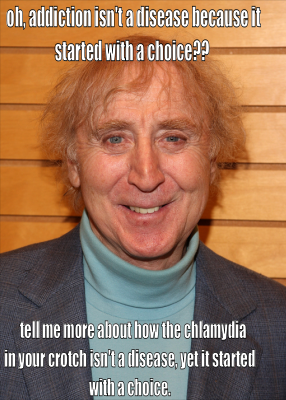 oh, addiction isn't a disease because it
started with a choice??
tell me more about how the chlamydia
in your crotch isn't a disease, yet it started
with a choice.